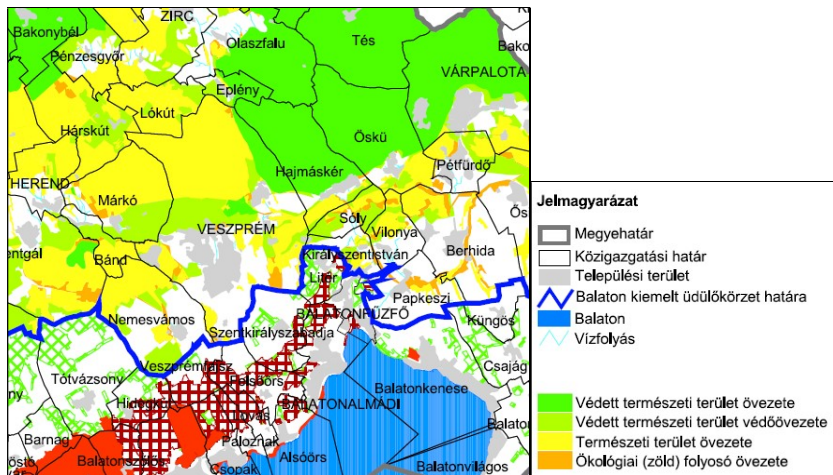 ZIRC
Bakonybél
Olaszfalu
Tés
Pénzesgyőr
VÁRPALOTA
Eplény
Lókút
Hárskút
Öskü
Hajmáskér
Pétfürdő
HEREND
Márkó
Sóly
Vilonya
VESZPRÉM
Berhida
Bánd
Királyszentistván
Litér
Papkeszi
Nemesvámos
BALATONFŰZFŐ
Szentkirályszabadja
Küngös
Veszprémfajsz
Csajág
Tótvázsony
Felsőörs
Balatonkenese
Hidegkút
Lovas
BALATONALMÁDI
Barnag
Paloznak
Balatonszőlős
Alsóörs
Csopak
Balatonvilágos
Jelmagyarázat
Megyehatár
Közigazgatási határ
Települési terület
Balaton kiemelt üdülőkörzet határa
Balaton
Vízfolyás
Védett természeti terület övezete
Védett természeti terület védőövezete
Természeti terület övezete
Ökológiai (zöld) folyosó övezete